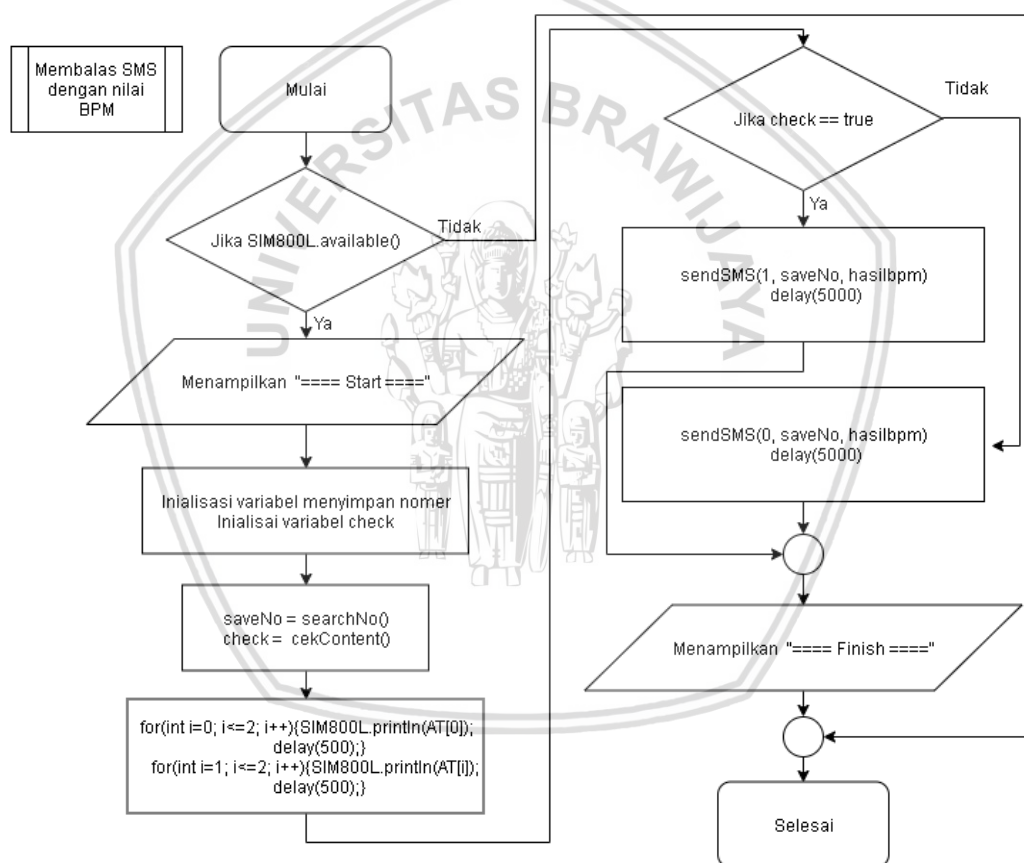 Membalas SMS
dengan nilai
BPM
Mulai
Jika SIM800L.available()
Tidak
Ya
Menampilkan "==== Start ===="
Inialisasi variabel menyimpan nomer
Inialisai variabel check
saveNo = searchNo()
check = cekContent()
for(int i=0; i<=2; i++){SIM800L.println(AT[0]);
delay(500);}
for(int i=1; i<=2; i++){SIM800L.println(AT[i]);
delay(500);}
Jika check == true
Tidak
Ya
sendSMS(1, saveNo, hasilbpm)
delay(5000)
sendSMS(0, saveNo, hasilbpm)
delay(5000)
Menampilkan "==== Finish ===="
Selesai
UNIVERSITAS BRAWIJAYA